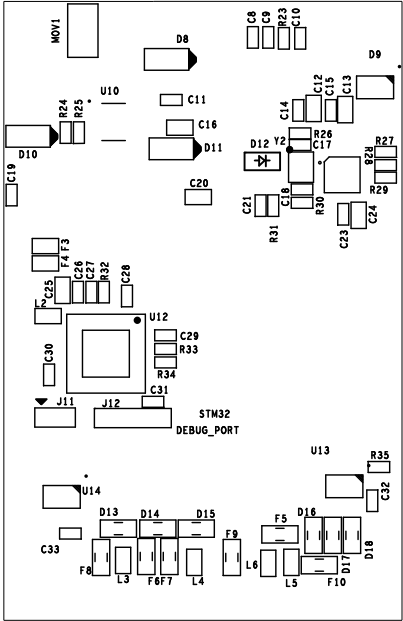 MOV1
D8
C8
C9
R23
C10
D9
U10
R24
R25
C11
C16
C14
C12
C15
C13
D10
D11
D12
Y2
R26
C17
R27
R28
R29
C19
C20
C21
R31
C18
R30
C23
C24
F3
F4
C25
C26
C27
R32
C28
L2
U12
C29
R33
R34
C30
C31
J11
J12
STM32
DEBUG_PORT
U13
R35
C32
U14
D13
D14
D15
C33
F9
F5
D16
D17
D18
F8
L3
F6
F7
L4
L6
L5
F10